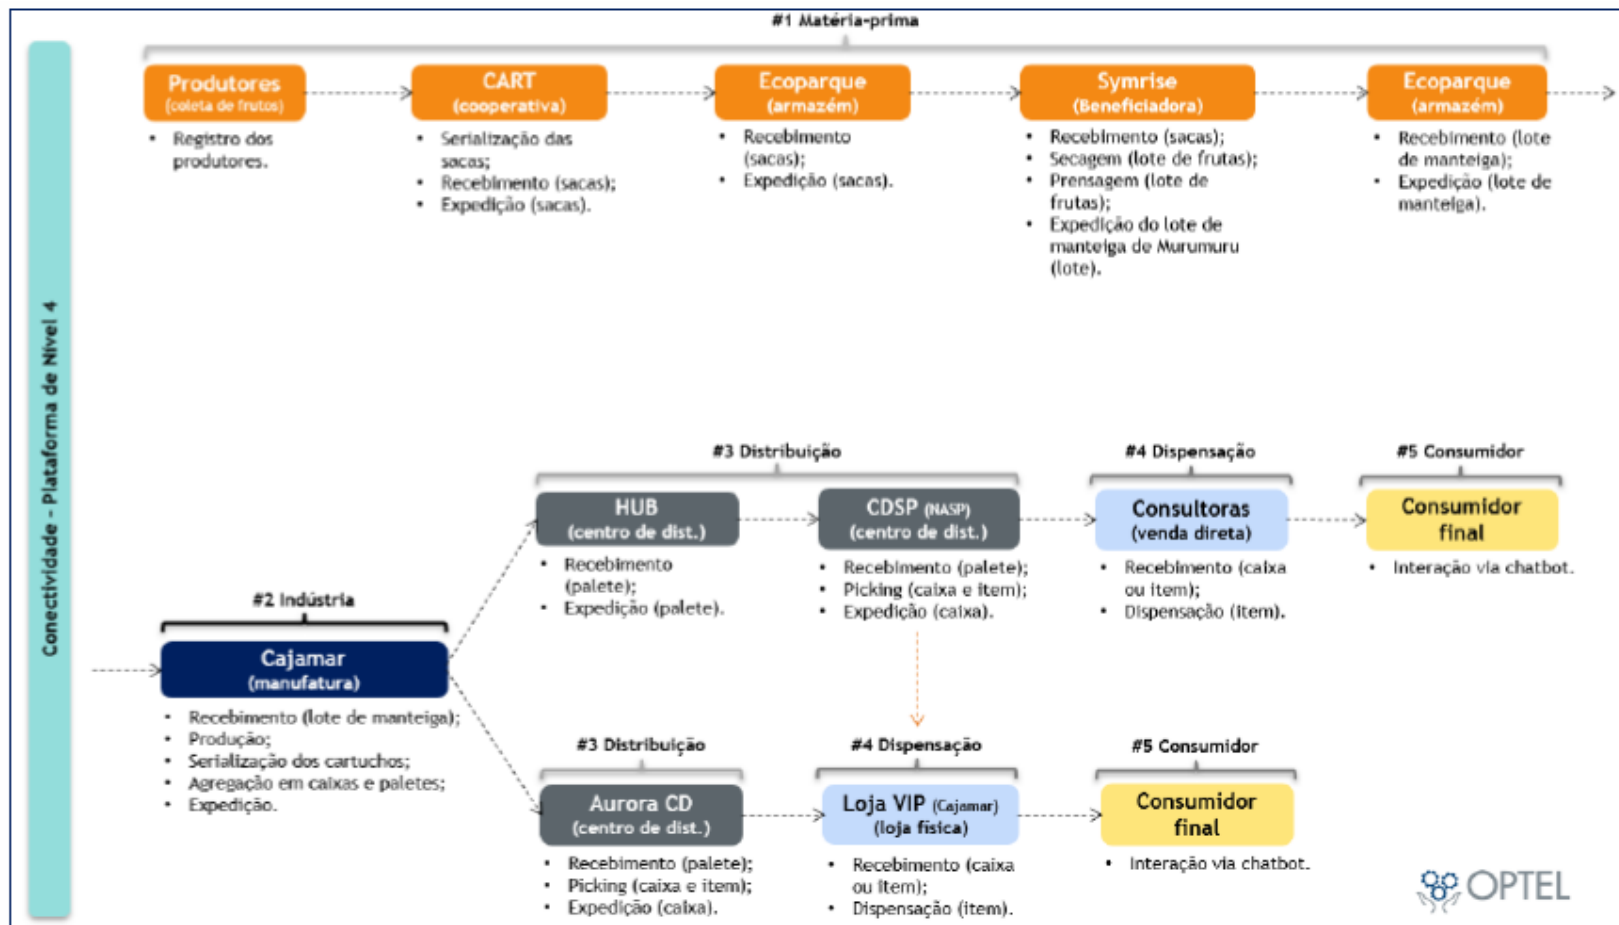 #1 Matéria-prima
Produtores
(coleta de frutos)
• Registro dos
produtores.
CART
(cooperativa)
• Serialização das
sacas;
• Recebimento (sacas);
• Expedição (sacas).
Ecoparque
(armazém)
• Recebimento
(sacas);
• Expedição (sacas).
Symrise
(Beneficiadora)
• Recebimento (sacas);
• Secagem (lote de frutas);
• Prensagem (lote de
frutas);
• Expedição do lote de
manteiga de Murumuru
(lote).
Ecoparque
(armazém)
• Recebimento (lote
de manteiga);
• Expedição (lote de
manteiga).
Conectividade - Plataforma de Nível 4
#2 Indústria
Cajamar
(manufatura)
• Recebimento (lote de manteiga);
• Produção;
• Serialização dos cartuchos;
• Agregação em caixas e paletes;
• Expedição.
#3 Distribuição
HUB
(centro de dist.)
• Recebimento
(palete);
• Expedição (palete).
CDSP (NASP)
(centro de dist.)
• Recebimento (palete);
• Picking (caixa e item);
• Expedição (caixa).
#4 Dispensação
Consultoras
(venda direta)
• Recebimento (caixa
ou item);
• Dispensação (item).
#5 Consumidor
Consumidor
final
• Interação via chatbot.
#3 Distribuição
Aurora CD
(centro de dist.)
• Recebimento (palete);
• Picking (caixa e item);
• Expedição (caixa).
#4 Dispensação
Loja VIP (Cajamar)
(loja física)
• Recebimento (caixa
ou item);
• Dispensação (item).
#5 Consumidor
Consumidor
final
• Interação via chatbot.
OPTEL